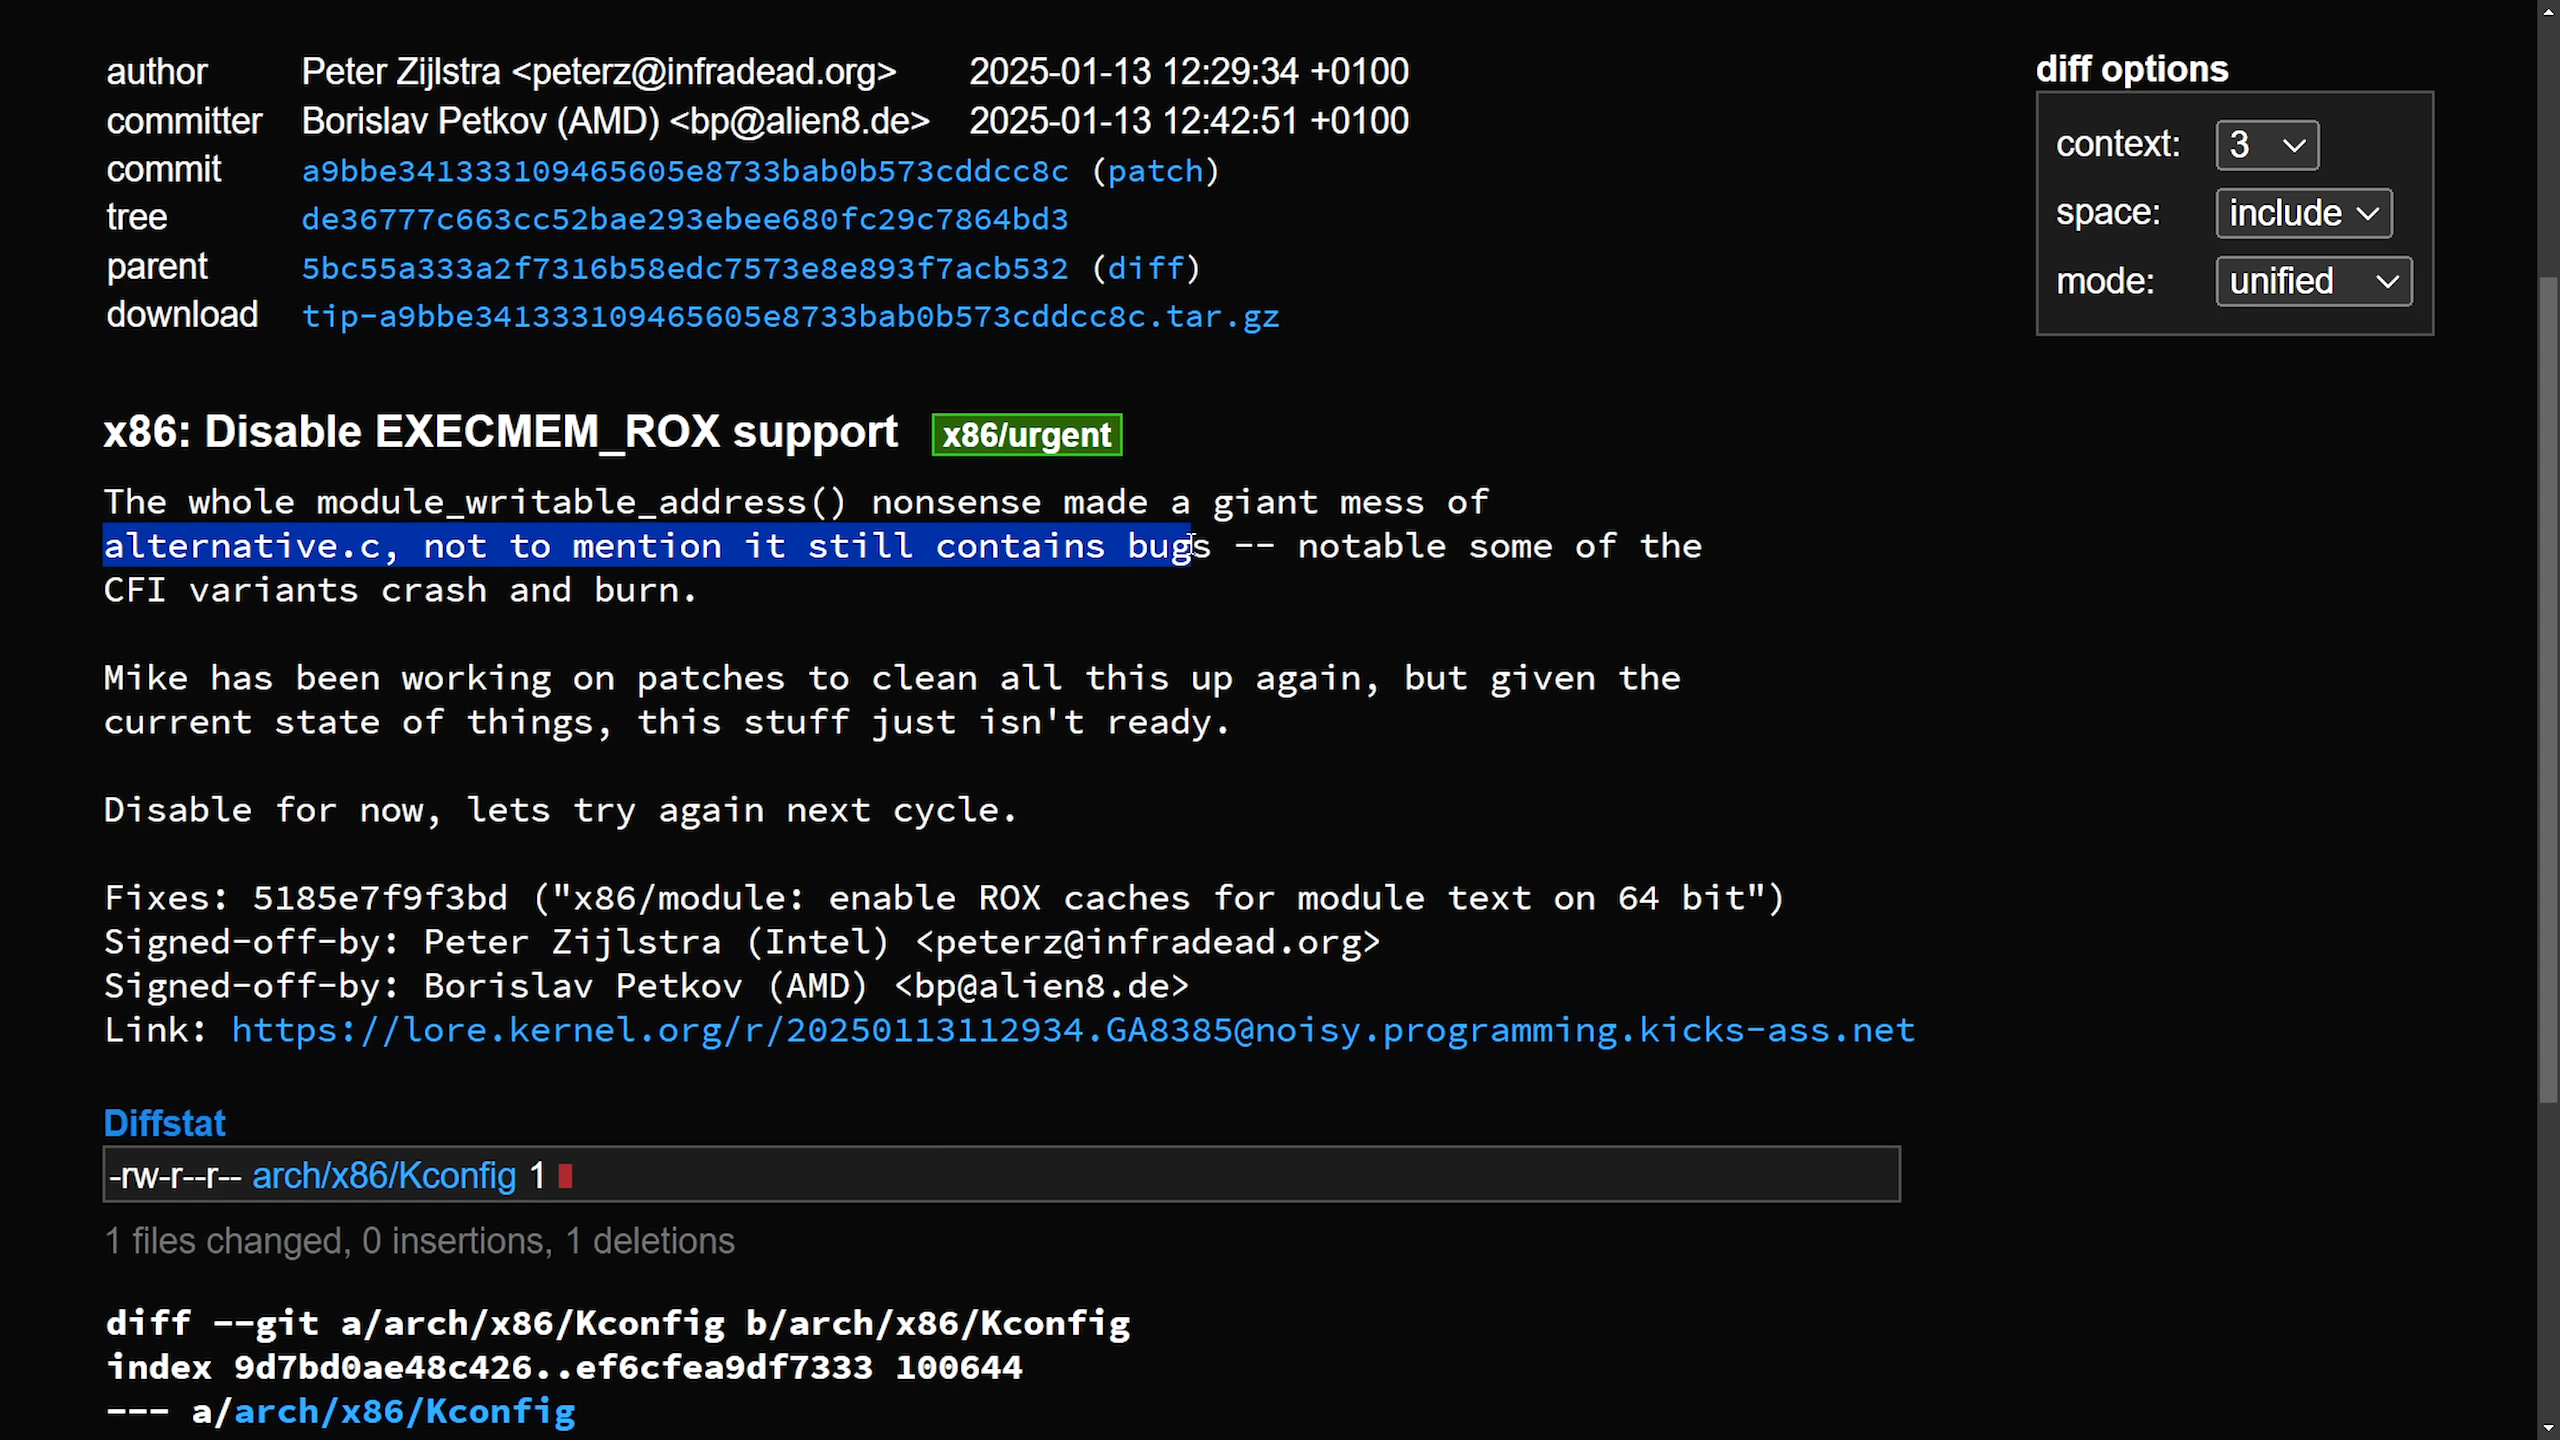 author Peter Zijlstra <peterz@infradead.org> 2025-01-13 12:29:34 +0100
committer Borislav Petkov (AMD) <bp@alien8.de> 2025-01-13 12:42:51 +0100
commit a9bbe341333109465605e8733bab0b573cddcc8c (patch)
tree de36777c663cc52bae293ebee680fc29c7864bd3
parent 5bc55a333a2f7316b58edc7573e8e893f7acb532 (diff)
download tip-a9bbe341333109465605e8733bab0b573cddcc8c.tar.gz
diff options
context: 3
space: include
mode: unified
x86: Disable EXECMEM_ROX support x86/urgent
The whole module_writable_address() nonsense made a giant mess of
alternative.c, not to mention it still contains bugs -- notable some of the
CFI variants crash and burn.
Mike has been working on patches to clean all this up again, but given the
current state of things, this stuff just isn't ready.
Disable for now, lets try again next cycle.
Fixes: 5185e7f9f3bd ("x86/module: enable ROX caches for module text on 64 bit")
Signed-off-by: Peter Zijlstra (Intel) <peterz@infradead.org>
Signed-off-by: Borislav Petkov (AMD) <bp@alien8.de>
Link: https://lore.kernel.org/r/20250113112934.GA8385@noisy.programming.kicks-ass.net
Diffstat
-rw-r--r-- arch/x86/Kconfig 1
1 files changed, 0 insertions, 1 deletions
diff --git a/arch/x86/Kconfig b/arch/x86/Kconfig
index 9d7bd0ae48c426..ef6cfea9df7333 100644
--- a/arch/x86/Kconfig